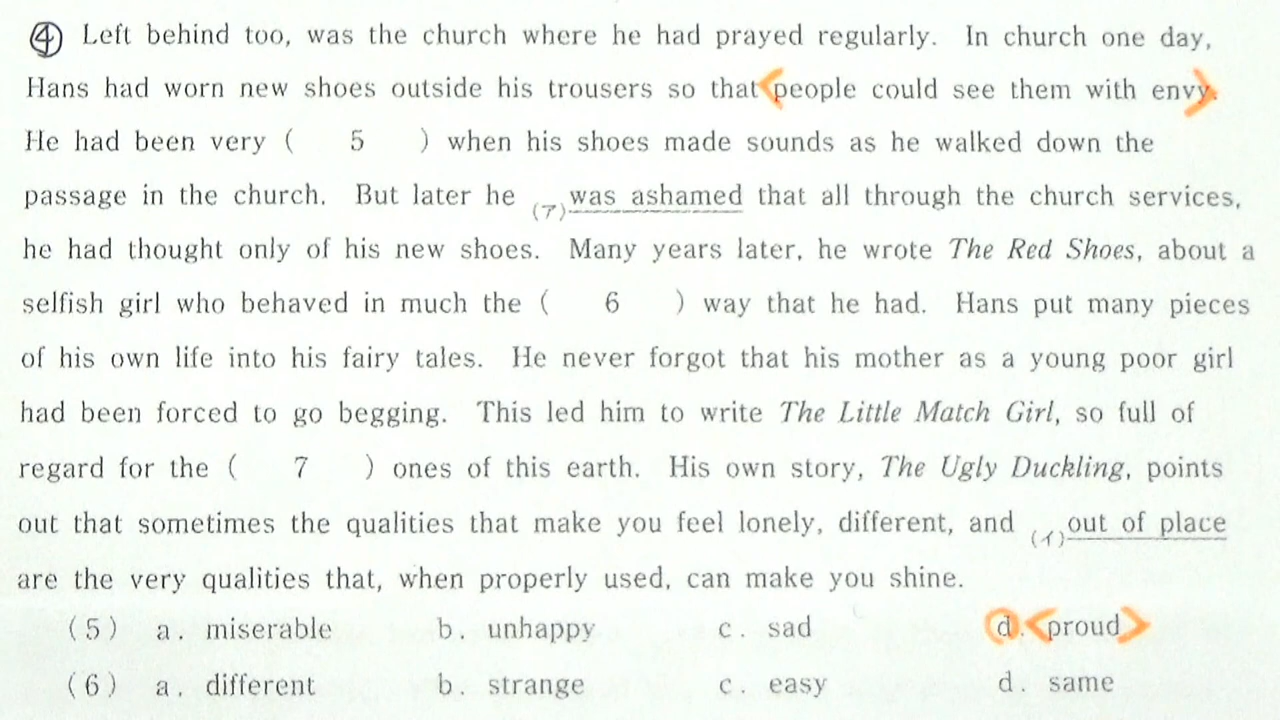 ④ Left behind too, was the church where he had prayed regularly. In church one day,
Hans had worn new shoes outside his trousers so that <people could see them with envy>.
He had been very ( 5 ) when his shoes made sounds as he walked down the
passage in the church. But later he (ア)was ashamed that all through the church services,
he had thought only of his new shoes. Many years later, he wrote The Red Shoes, about a
selfish girl who behaved in much the ( 6 ) way that he had. Hans put many pieces
of his own life into his fairy tales. He never forgot that his mother as a young poor girl
had been forced to go begging. This led him to write The Little Match Girl, so full of
regard for the ( 7 ) ones of this earth. His own story, The Ugly Duckling, points
out that sometimes the qualities that make you feel lonely, different, and (イ)out of place
are the very qualities that, when properly used, can make you shine.
(5) a. miserable b. unhappy c. sad d. <proud>
(6) a. different b. strange c. easy d. same